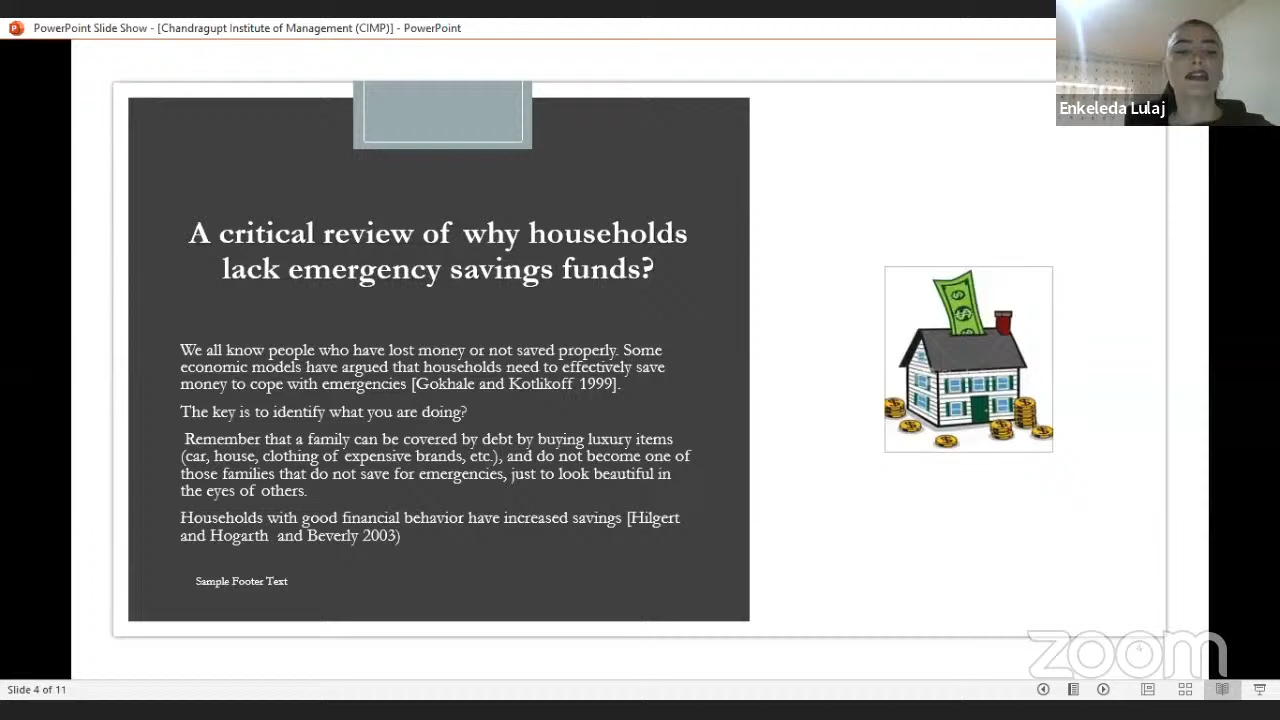 PowerPoint Slide Show - [Chandragupt Institute of Management (CIMP)] - PowerPoint
Enkeleda Lulaj
A critical review of why households
lack emergency savings funds?
We all know people who have lost money or not saved properly. Some
economic models have argued that households need to effectively save
money to cope with emergencies [Gokhale and Kotlikoff 1999].
The key is to identify what you are doing?
Remember that a family can be covered by debt by buying luxury items
(car, house, clothing of expensive brands, etc.), and do not become one of
those families that do not save for emergencies, just to look beautiful in
the eyes of others.
Households with good financial behavior have increased savings [Hilgert
and Hogarth and Beverly 2003)
Sample Footer Text
zoom
Slide 4 of 11